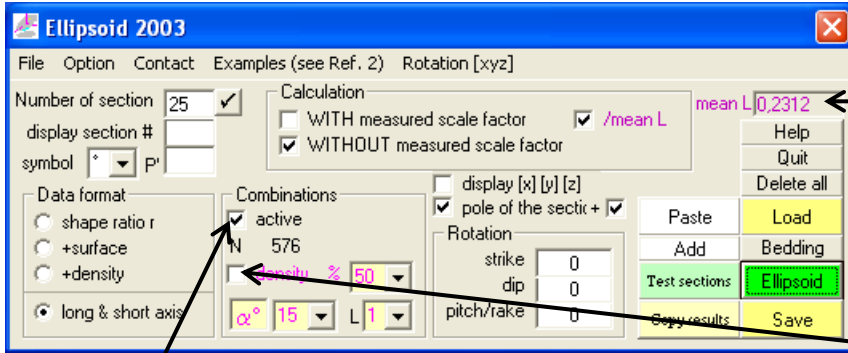 Ellipsoid 2003
File Option Contact Examples (see Ref. 2) Rotation [xyz]
Number of section 25
display section #
symbol ° P'
Calculation
WITH measured scale factor
/mean L
WITHOUT measured scale factor
mean L 0,2312
Help
Quit
Delete all
Data format
shape ratio r
+surface
+density
long & short axis
Combinations
active
N 576
density % 50
α° 15 L 1
display [x] [y] [z]
pole of the sectic +
Rotation
strike 0
dip 0
pitch/rake 0
Paste Load
Add Bedding
Test sections Ellipsoid
Copy results Save